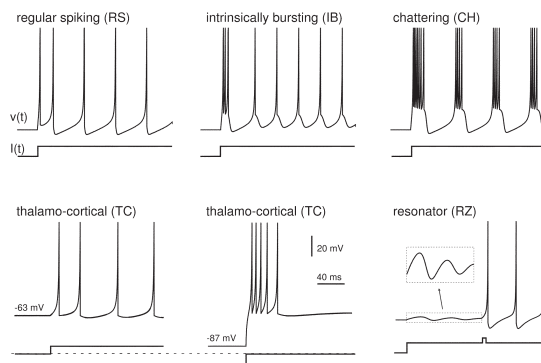 regular spiking (RS)
intrinsically bursting (IB)
chattering (CH)
v(t)
I(t)
thalamo-cortical (TC)
thalamo-cortical (TC)
resonator (RZ)
20 mV
40 ms
-63 mV
-87 mV